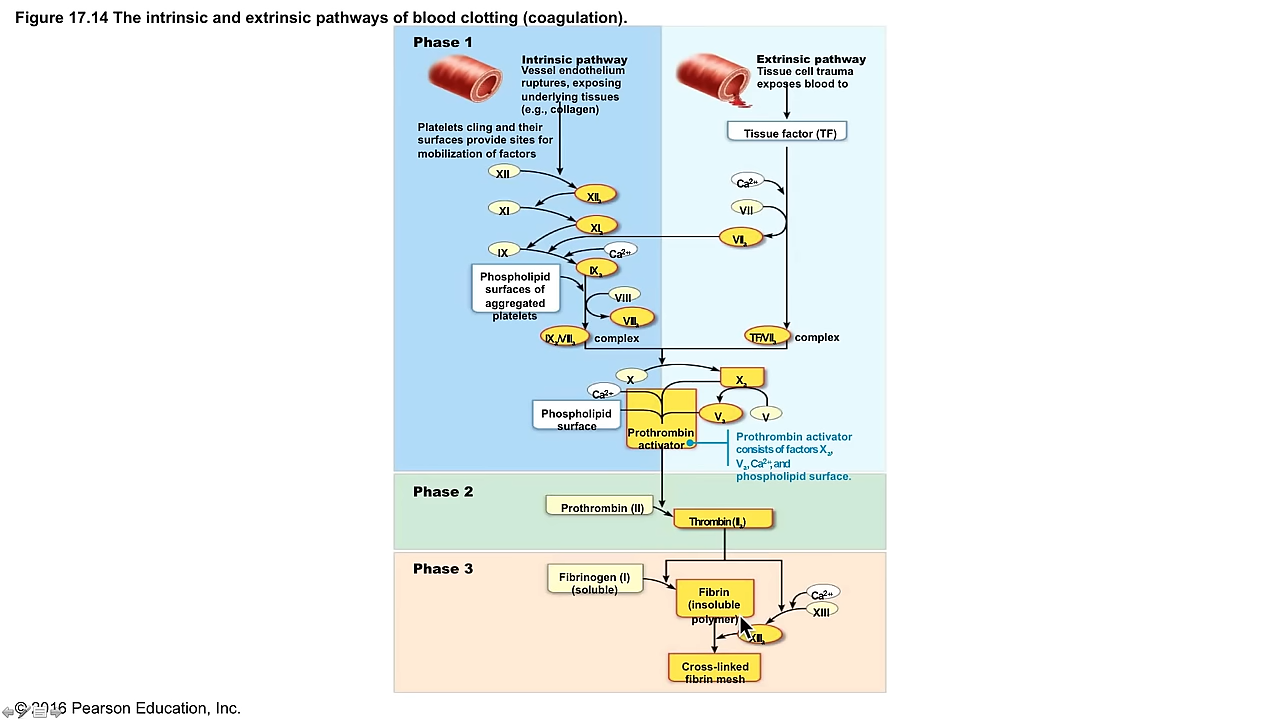 Figure 17.14 The intrinsic and extrinsic pathways of blood clotting (coagulation).
Phase 1
Intrinsic pathway
Vessel endothelium
ruptures, exposing
underlying tissues
(e.g., collagen)
Platelets cling and their
surfaces provide sites for
mobilization of factors
Extrinsic pathway
Tissue cell trauma
exposes blood to
Tissue factor (TF)
XII
XIIa
XI
XIa
IX
Ca2+
IXa
Phospholipid
surfaces of
aggregated
platelets
VIII
VIIIa
IXa/VIIIa complex
Ca2+
VII
VIIa
TF/VIIa complex
X
Xa
Ca2+
Phospholipid
surface
Va
V
Prothrombin
activator
Prothrombin activator
consists of factors Xa,
Va, Ca2+, and
phospholipid surface.
Phase 2
Prothrombin (II)
Thrombin (IIa)
Phase 3
Fibrinogen (I)
(soluble)
Fibrin
(insoluble
polymer)
Ca2+
XIII
XIIIa
Cross-linked
fibrin mesh
© 2016 Pearson Education, Inc.